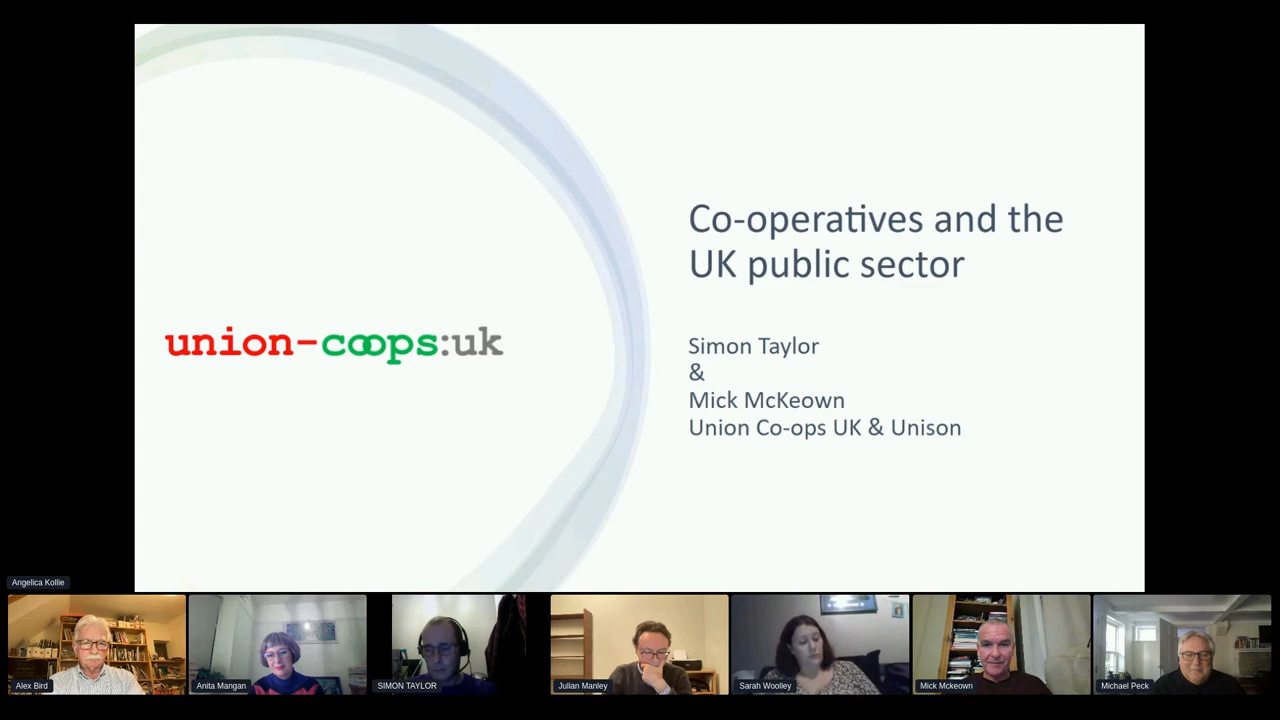 Co-operatives and the
UK public sector
union-coops:uk
Simon Taylor
&
Mick McKeown
Union Co-ops UK & Unison
Angelica Kollie
Alex Bird
Anita Mangan
SIMON TAYLOR
Julian Manley
Sarah Woolley
Mick Mckeown
Michael Peck